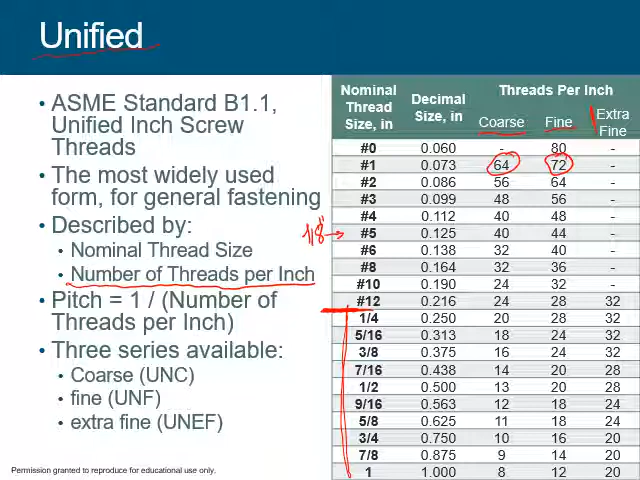 Unified
• ASME Standard B1.1,
Unified Inch Screw
Threads
• The most widely used
form, for general fastening
• Described by:
• Nominal Thread Size
• Number of Threads per Inch
• Pitch = 1 / (Number of
Threads per Inch)
• Three series available:
• Coarse (UNC)
• fine (UNF)
• extra fine (UNEF)
Permission granted to reproduce for educational use only.
Nominal Thread Size, in Decimal Size, in Threads Per Inch
Coarse Fine Extra Fine
#0 0.060 - 80 -
#1 0.073 64 72 -
#2 0.086 56 64 -
#3 0.099 48 56 -
#4 0.112 40 48 -
1/8" → #5 0.125 40 44 -
#6 0.138 32 40 -
#8 0.164 32 36 -
#10 0.190 24 32 -
#12 0.216 24 28 32
1/4 0.250 20 28 32
5/16 0.313 18 24 32
3/8 0.375 16 24 32
7/16 0.438 14 20 28
1/2 0.500 13 20 28
9/16 0.563 12 18 24
5/8 0.625 11 18 24
3/4 0.750 10 16 20
7/8 0.875 9 14 20
1 1.000 8 12 20